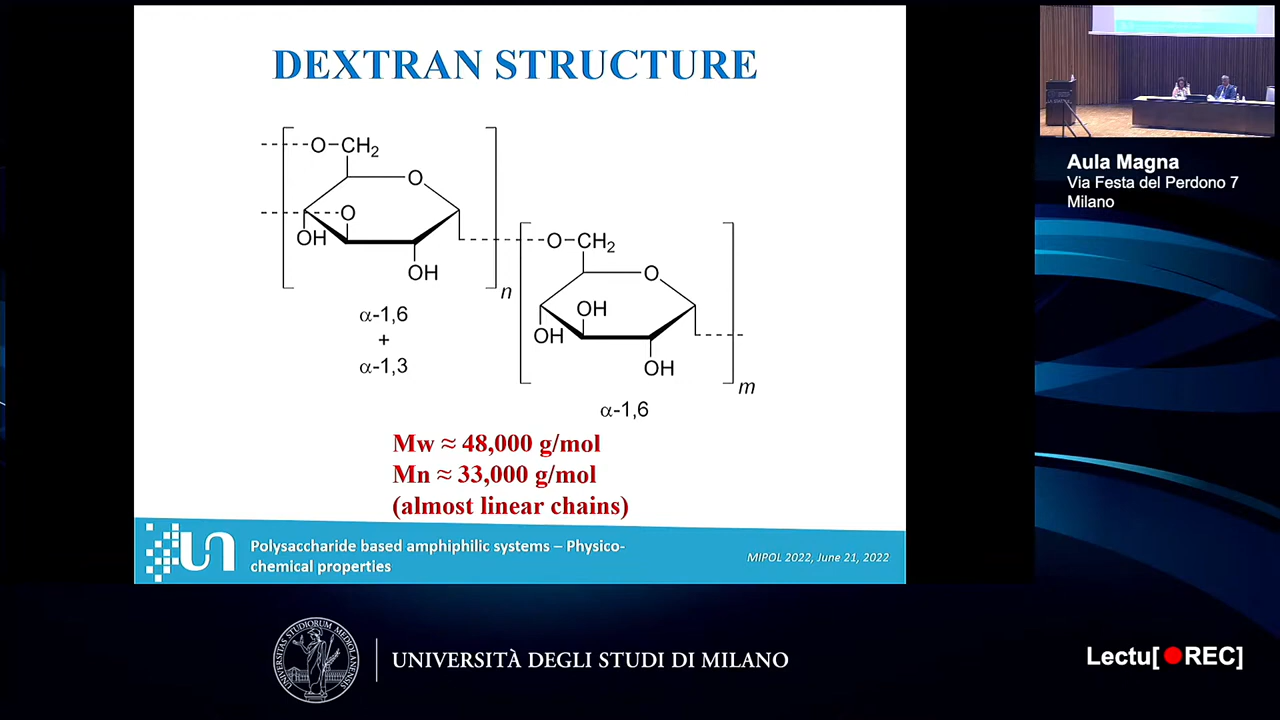 DEXTRAN STRUCTURE
O
CH2
O
O
OH
OH
n
α-1,6
+
α-1,3
O
CH2
O
OH
OH
OH
m
α-1,6
Mw ≈ 48,000 g/mol
Mn ≈ 33,000 g/mol
(almost linear chains)
Polysaccharide based amphiphilic systems – Physico-
chemical properties
MIPOL 2022, June 21, 2022
Aula Magna
Via Festa del Perdono 7
Milano
UNIVERSITÀ DEGLI STUDI DI MILANO
Lectu[REC]